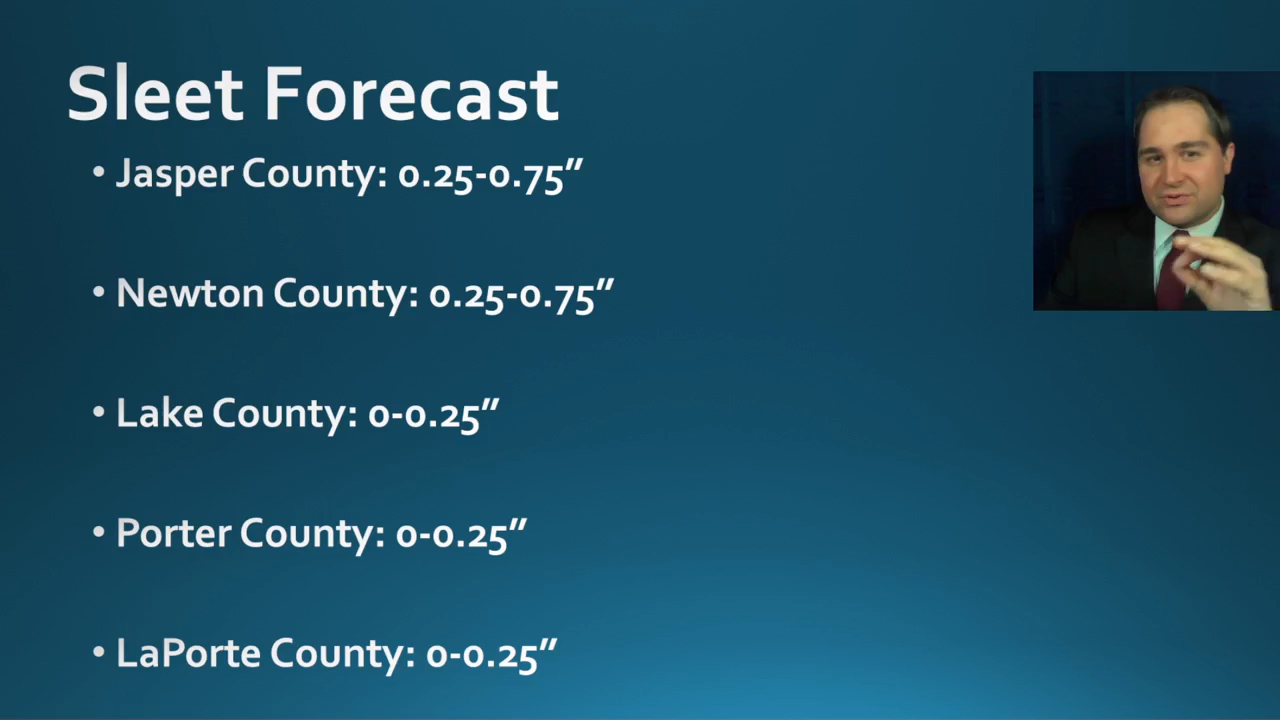 Sleet Forecast
• Jasper County: 0.25-0.75"
• Newton County: 0.25-0.75"
• Lake County: 0-0.25"
• Porter County: 0-0.25"
• LaPorte County: 0-0.25"